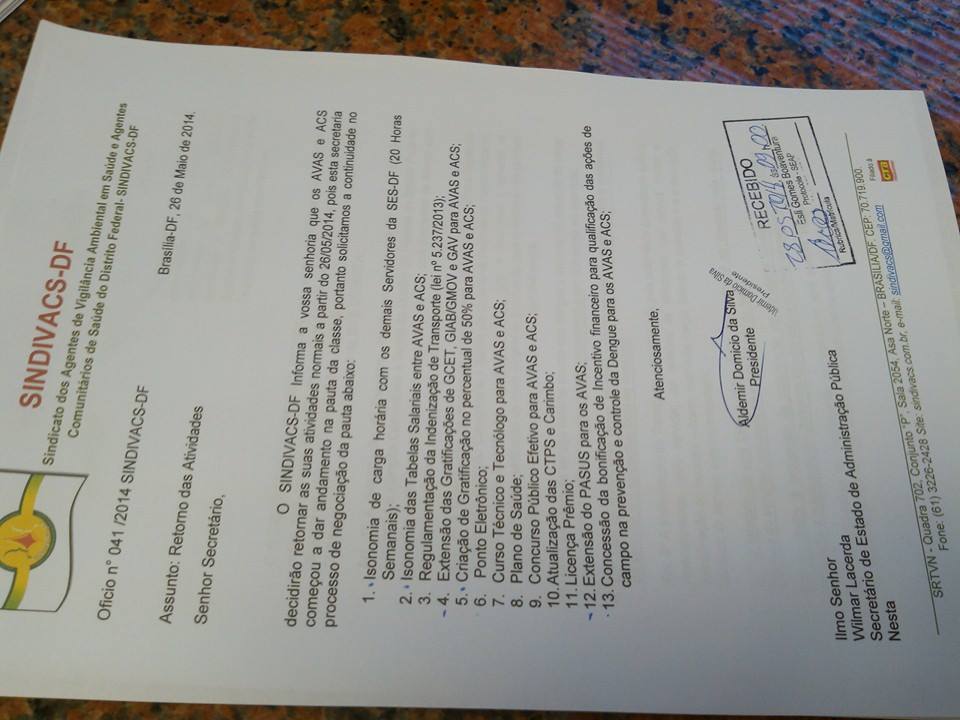 SINDIVACS-DF
Sindicato dos Agentes de Vigilância Ambiental em Saúde e Agentes
Comunitários de Saúde do Distrito Federal- SINDIVACS-DF
Oficio n° 041 /2014 SINDIVACS-DF
Brasília-DF, 26 de Maio de 2014.
Assunto: Retorno das Atividades
Senhor Secretário,
O SINDIVACS-DF Informa a vossa senhoria que os AVAS e ACS
decidirão retornar as suas atividades normais a partir do 26/05/2014, pois esta secretaria
começou a dar andamento na pauta da classe, portanto solicitamos a continuidade no
processo de negociação da pauta abaixo:
1. Isonomia de carga horária com os demais Servidores da SES-DF (20 Horas
Semanais);
2. Isonomia das Tabelas Salariais entre AVAS e ACS;
3. Regulamentação da Indenização de Transporte (lei nº 5.237/2013);
4. Extensão das Gratificações de GCET, GIAB/GMOV e GAV para AVAS e ACS;
5. Criação de Gratificação no percentual de 50% para AVAS e ACS;
6. Ponto Eletrônico;
7. Curso Técnico e Tecnólogo para AVAS e ACS;
8. Plano de Saúde;
9. Concurso Público Efetivo para AVAS e ACS;
10. Atualização das CTPS e Carimbo;
11. Licença Prêmio;
12. Extensão do PASUS para os AVAS;
13. Concessão da bonificação de Incentivo financeiro para qualificação das ações de
campo na prevenção e controle da Dengue para os AVAS e ACS;
Atenciosamente,
Aldemir Domicio da Silva
Presidente
Aldemir Domicio da Silva
Presidente
RECEBIDO
às
Esli Gomes Boaventura
Protocolo - SEAP
Rubrica/Matrícula
Ilmo Senhor
Wilmar Lacerda
Secretário de Estado de Administração Pública
Nesta
SRTVN - Quadra 702, Conjunto "P", Sala 2054, Asa Norte – BRASILIA/DF, CEP: 70.719.900.
Fone: (61) 3226-2428 Site: sindivacs.com.br, e-mail: sindivacs@gmail.com
Filiado à
CTB